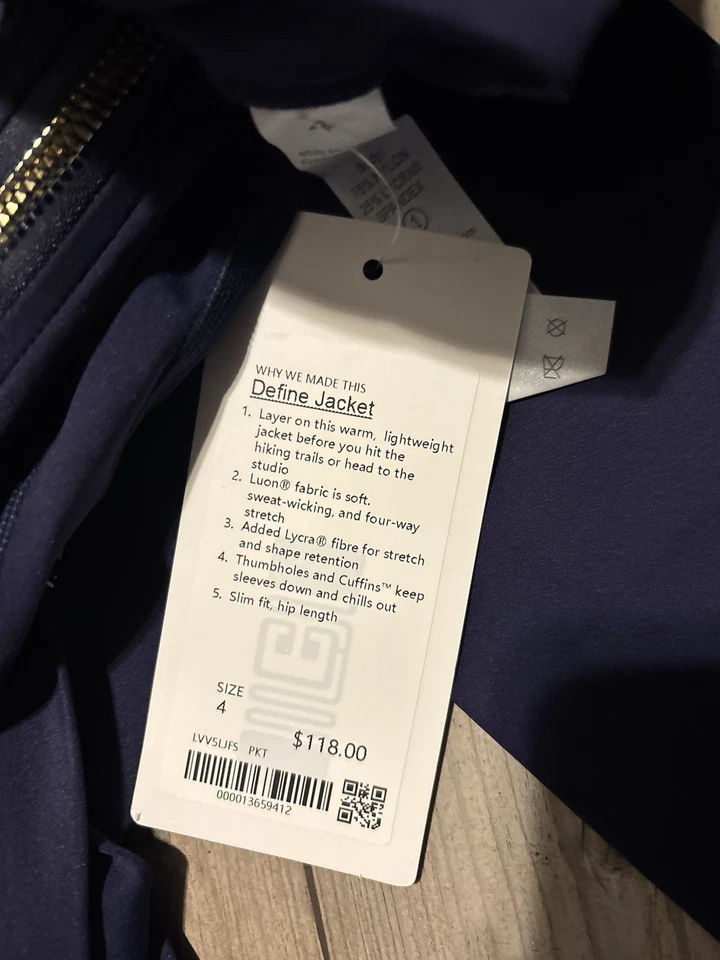 4
WHY WE MADE THIS
Define Jacket
1. Layer on this warm, lightweight
jacket before you hit the
hiking trails or head to the
studio
2. Luon® fabric is soft.
sweat-wicking, and four-way
stretch
3. Added Lycra® fibre for stretch
and shape retention
4. Thumbholes and Cuffins™ keep
sleeves down and chills out
5. Slim fit, hip length
SIZE
4
$118.00
LVV5LJFS PKT
000013659412